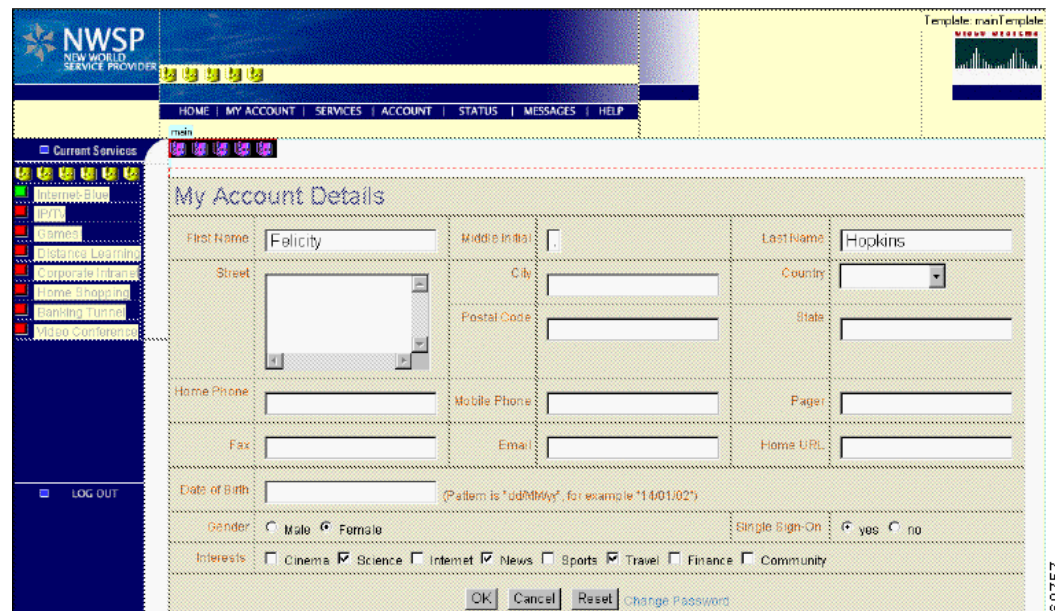 Template: mainTemplate
NWSP
NEW WORLD
SERVICE PROVIDER
HOME | MY ACCOUNT | SERVICES | ACCOUNT | STATUS | MESSAGES | HELP
main
Current Services
Internet-Blue
IP/TV
Games
Distance Learning
Corporate Intranet
Home Shopping
Banking Tunnel
Video Conference
LOG OUT
My Account Details
First Name Felicity Middle Initial . Last Name Hopkins
Street City Country
Postal Code State
Home Phone Mobile Phone Pager
Fax Email Home URL
Date of Birth (Pattern is "dd/MM/yy", for example "14/01/02")
Gender Male Female Single Sign-On yes no
Interests Cinema Science Internet News Sports Travel Finance Community
OK Cancel Reset Change Password